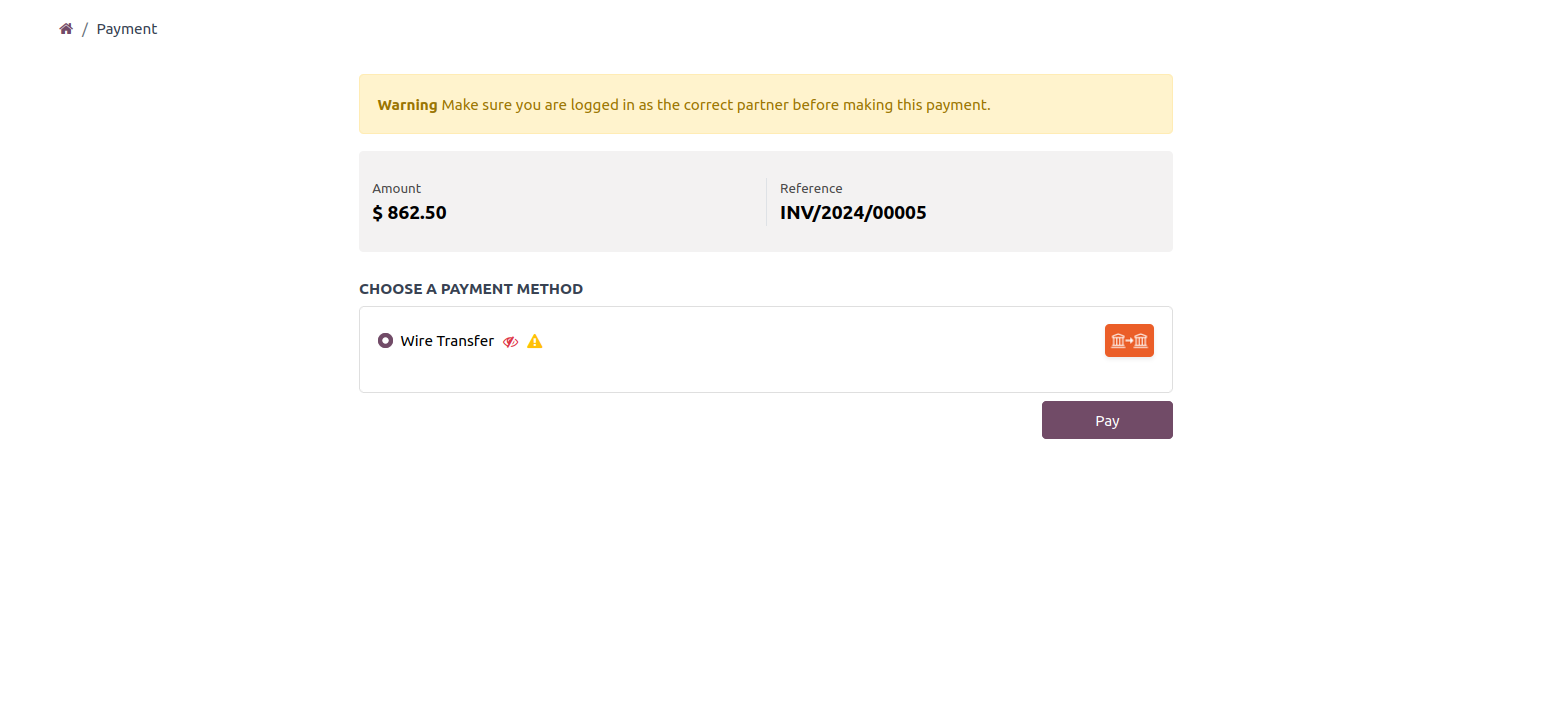 / Payment
Warning Make sure you are logged in as the correct partner before making this payment.
Amount
$ 862.50
Reference
INV/2024/00005
CHOOSE A PAYMENT METHOD
Wire Transfer
Pay